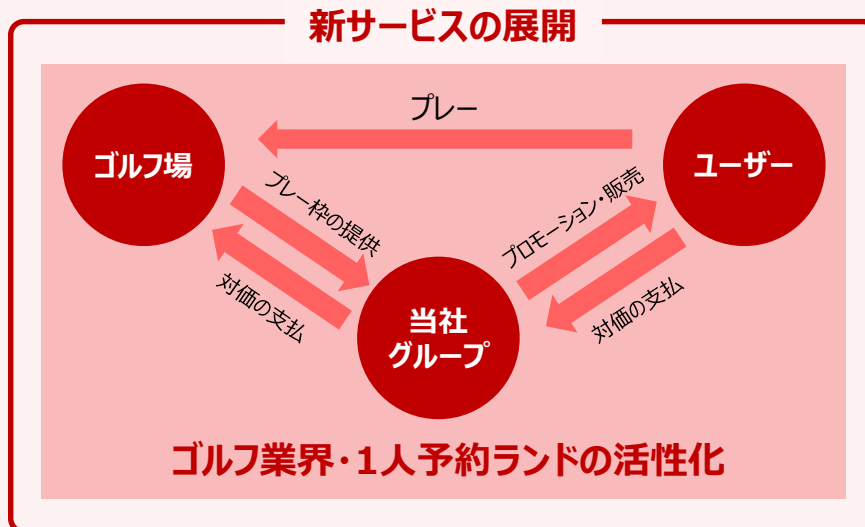 新サービスの展開
プレー
ゴルフ場
ユーザー
プレー枠の提供
プロモーション・販売
対価の支払
対価の支払
当社
グループ
ゴルフ業界・1人予約ランドの活性化